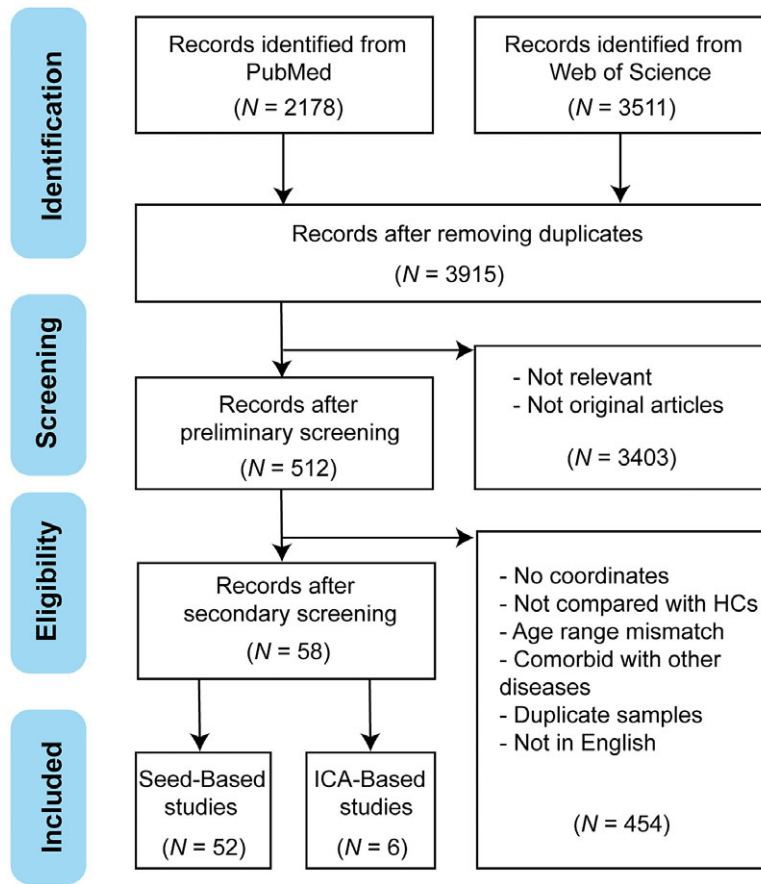 Identification
Records identified from
PubMed
(N = 2178)
Records identified from
Web of Science
(N = 3511)
Records after removing duplicates
(N = 3915)
Screening
Records after
preliminary screening
(N = 512)
- Not relevant
- Not original articles
(N = 3403)
Eligibility
Records after
secondary screening
(N = 58)
- No coordinates
- Not compared with HCs
- Age range mismatch
- Comorbid with other
diseases
- Duplicate samples
- Not in English
(N = 454)
Included
Seed-Based
studies
(N = 52)
ICA-Based
studies
(N = 6)